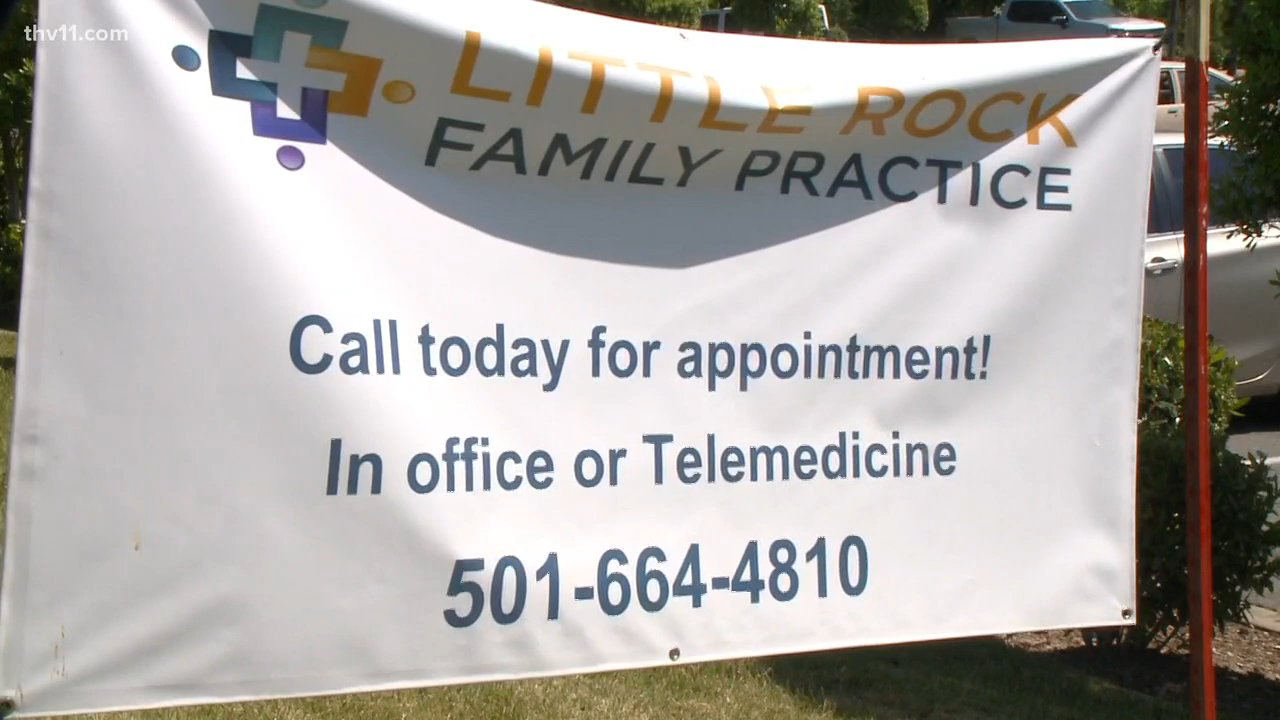 thv11.com
LITTLE ROCK
FAMILY PRACTICE
Call today for appointment!
In office or Telemedicine
501-664-4810